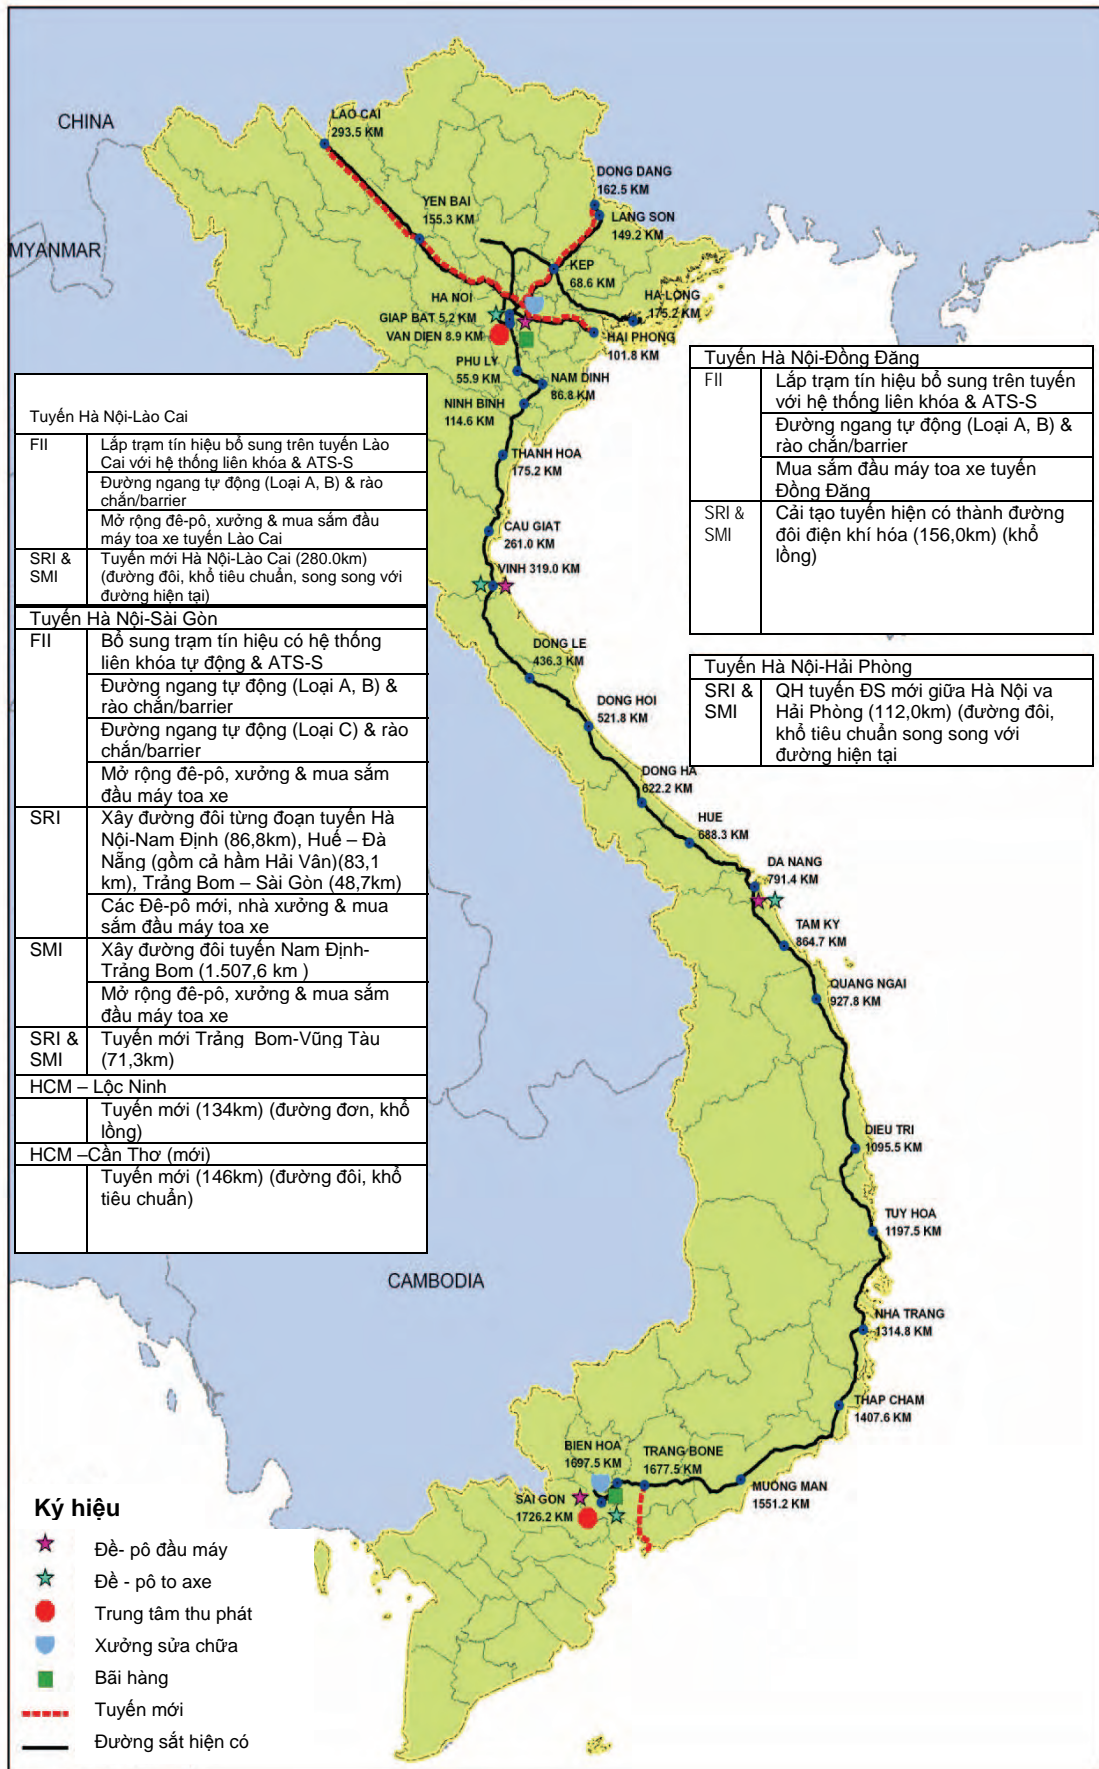 CHINA
MYANMAR
LAO CAI
293.5 KM
YEN BAI
155.3 KM
DONG DANG
162.5 KM
LANG SON
149.2 KM
KEP
68.6 KM
HA LONG
175.2 KM
HA NOI
GIAP BAT 5.2 KM
VAN DIEN 8.9 KM
HAI PHONG
101.8 KM
PHU LY
55.9 KM
NAM DINH
86.8 KM
NINH BINH
114.6 KM
THANH HOA
175.2 KM
CAU GIAT
261.0 KM
VINH 319.0 KM
DONG LE
436.3 KM
DONG HOI
521.8 KM
DONG HA
622.2 KM
HUE
688.3 KM
DA NANG
791.4 KM
TAM KY
864.7 KM
QUANG NGAI
927.8 KM
DIEU TRI
1095.5 KM
TUY HOA
1197.5 KM
NHA TRANG
1314.8 KM
THAP CHAM
1407.6 KM
MUONG MAN
1551.2 KM
TRANG BONE
1677.5 KM
BIEN HOA
1697.5 KM
SAI GON
1726.2 KM
CAMBODIA
Tuyến Hà Nội-Lào Cai
FII
Lắp trạm tín hiệu bổ sung trên tuyến Lào
Cai với hệ thống liên khóa & ATS-S
Đường ngang tự động (Loại A, B) & rào
chắn/barrier
Mở rộng đê-pô, xưởng & mua sắm đầu
máy toa xe tuyến Lào Cai
SRI &
SMI
Tuyến mới Hà Nội-Lào Cai (280.0km)
(đường đôi, khổ tiêu chuẩn, song song với
đường hiện tại)
Tuyến Hà Nội-Sài Gòn
FII
Bổ sung trạm tín hiệu có hệ thống
liên khóa tự động & ATS-S
Đường ngang tự động (Loại A, B) &
rào chắn/barrier
Đường ngang tự động (Loại C) & rào
chắn/barrier
Mở rộng đê-pô, xưởng & mua sắm
đầu máy toa xe
SRI
Xây đường đôi từng đoạn tuyến Hà
Nội-Nam Định (86,8km), Huế – Đà
Nẵng (gồm cả hầm Hải Vân)(83,1
km), Trảng Bom – Sài Gòn (48,7km)
Các Đê-pô mới, nhà xưởng & mua
sắm đầu máy toa xe
SMI
Xây đường đôi tuyến Nam Định-
Trảng Bom (1.507,6 km )
Mở rộng đê-pô, xưởng & mua sắm
đầu máy toa xe
SRI &
SMI
Tuyến mới Trảng Bom-Vũng Tàu
(71,3km)
HCM – Lộc Ninh
Tuyến mới (134km) (đường đơn, khổ
lồng)
HCM –Cần Thơ (mới)
Tuyến mới (146km) (đường đôi, khổ
tiêu chuẩn)
Tuyến Hà Nội-Đồng Đăng
FII
Lắp trạm tín hiệu bổ sung trên tuyến
với hệ thống liên khóa & ATS-S
Đường ngang tự động (Loại A, B) &
rào chắn/barrier
Mua sắm đầu máy toa xe tuyến
Đồng Đăng
SRI &
SMI
Cải tạo tuyến hiện có thành đường
đôi điện khí hóa (156,0km) (khổ
lồng)
Tuyến Hà Nội-Hải Phòng
SRI &
SMI
QH tuyến ĐS mới giữa Hà Nội va
Hải Phòng (112,0km) (đường đôi,
khổ tiêu chuẩn song song với
đường hiện tại
Ký hiệu
Đề- pô đầu máy
Đề - pô to axe
Trung tâm thu phát
Xưởng sửa chữa
Bãi hàng
Tuyến mới
Đường sắt hiện có